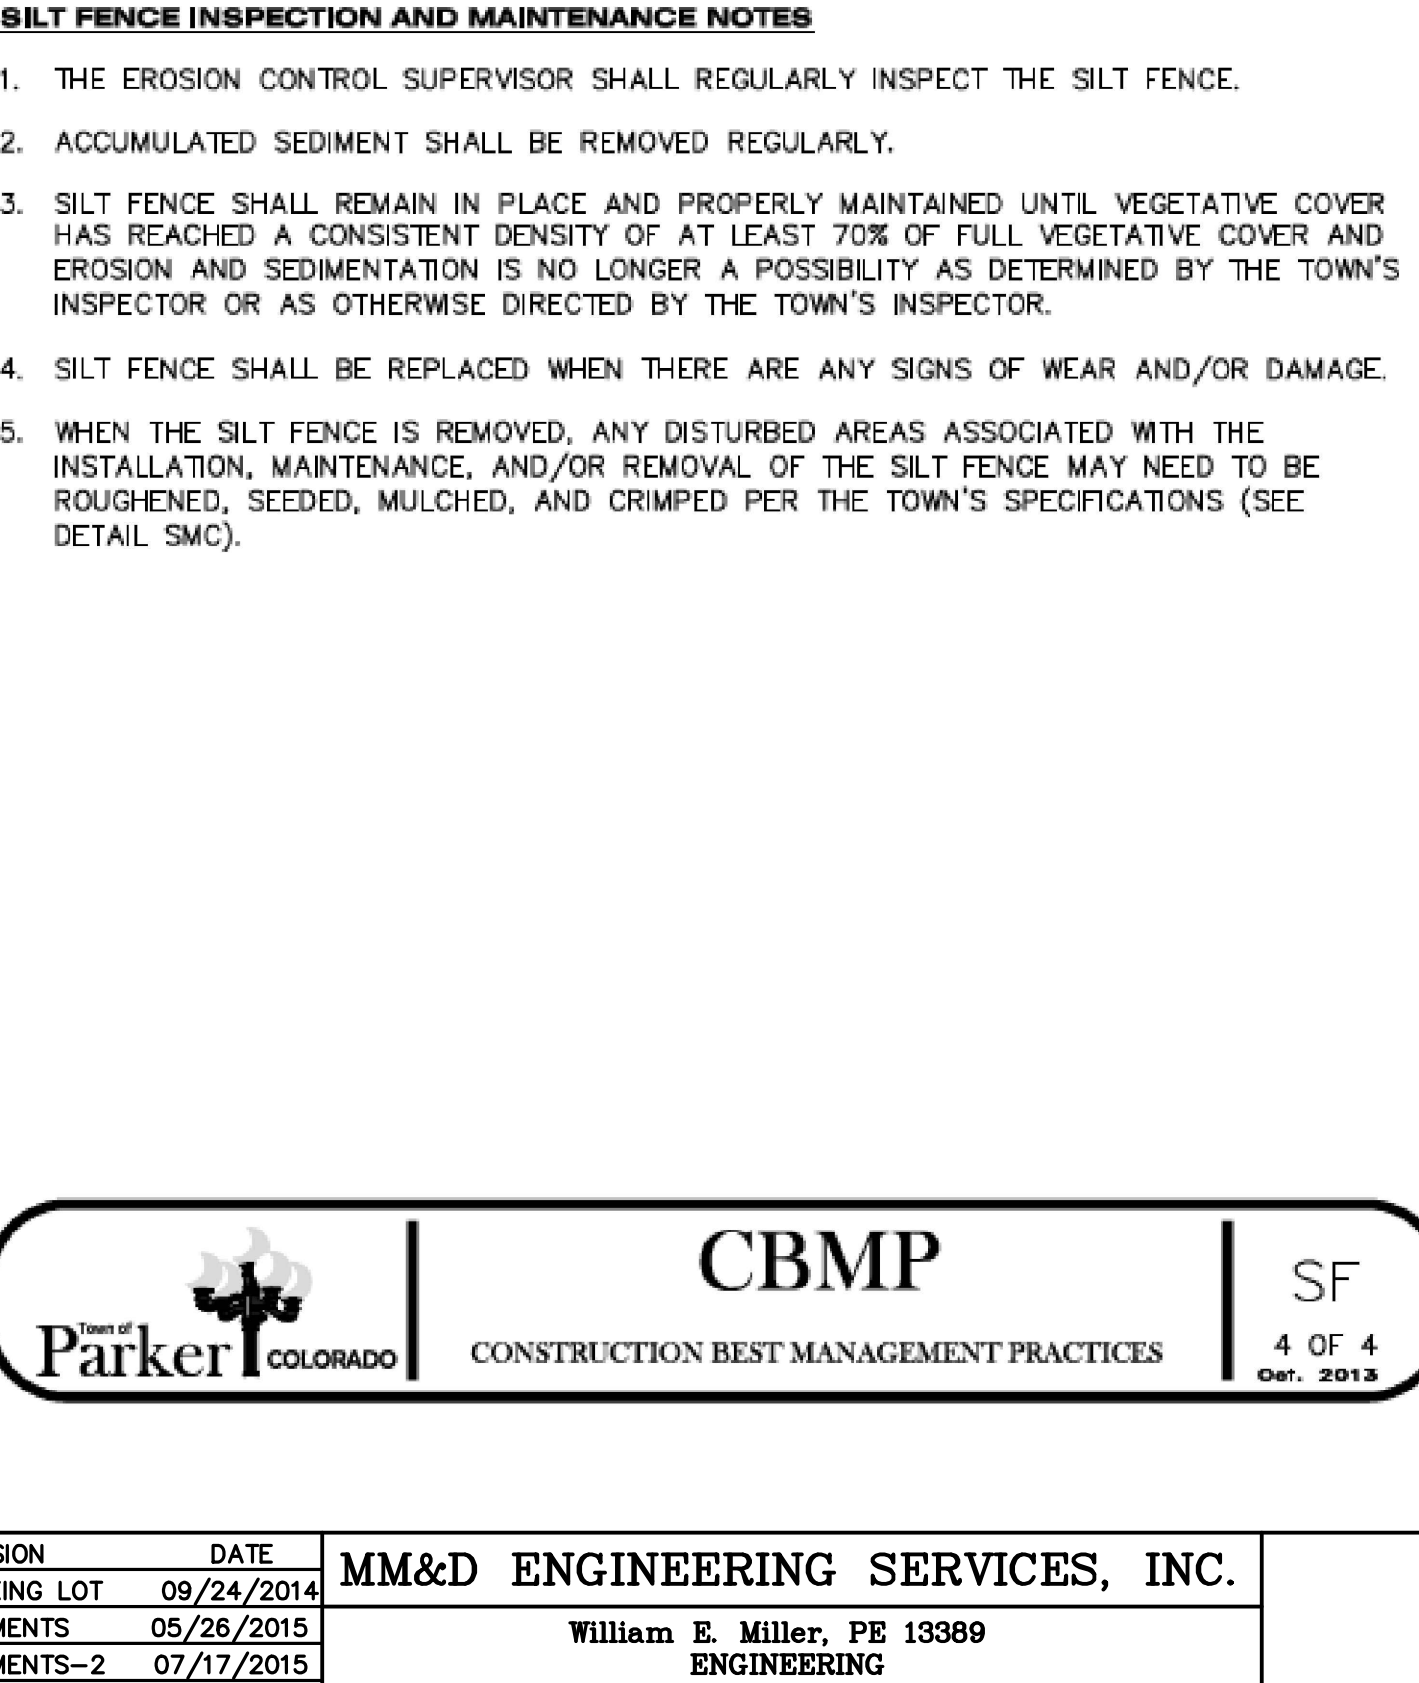 SILT FENCE INSPECTION AND MAINTENANCE NOTES
1. THE EROSION CONTROL SUPERVISOR SHALL REGULARLY INSPECT THE SILT FENCE.
2. ACCUMULATED SEDIMENT SHALL BE REMOVED REGULARLY.
3. SILT FENCE SHALL REMAIN IN PLACE AND PROPERLY MAINTAINED UNTIL VEGETATIVE COVER
HAS REACHED A CONSISTENT DENSITY OF AT LEAST 70% OF FULL VEGETATIVE COVER AND
EROSION AND SEDIMENTATION IS NO LONGER A POSSIBILITY AS DETERMINED BY THE TOWN'S
INSPECTOR OR AS OTHERWISE DIRECTED BY THE TOWN'S INSPECTOR.
4. SILT FENCE SHALL BE REPLACED WHEN THERE ARE ANY SIGNS OF WEAR AND/OR DAMAGE.
5. WHEN THE SILT FENCE IS REMOVED, ANY DISTURBED AREAS ASSOCIATED WITH THE
INSTALLATION, MAINTENANCE, AND/OR REMOVAL OF THE SILT FENCE MAY NEED TO BE
ROUGHENED, SEEDED, MULCHED, AND CRIMPED PER THE TOWN'S SPECIFICATIONS (SEE
DETAIL SMC).
Town of
Parker
COLORADO
CBMP
CONSTRUCTION BEST MANAGEMENT PRACTICES
SF
4 OF 4
Oct. 2013
SION DATE
ING LOT 09/24/2014
MENTS 05/26/2015
MENTS-2 07/17/2015
MM&D ENGINEERING SERVICES, INC.
William E. Miller, PE 13389
ENGINEERING